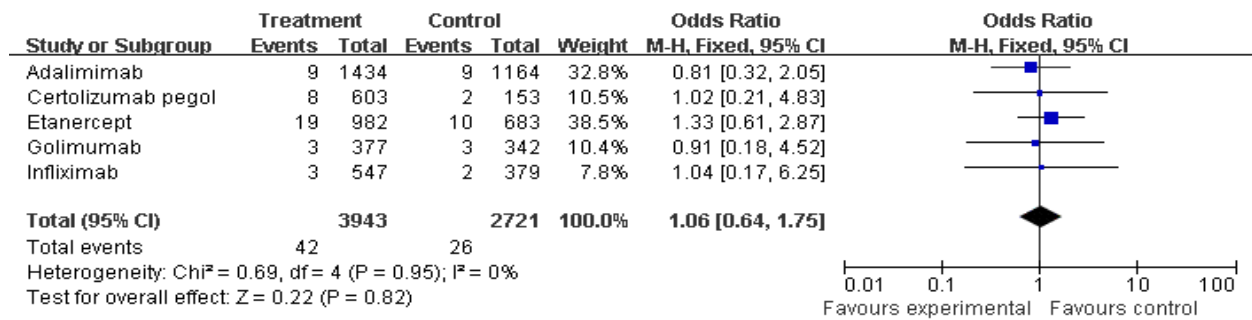 Treatment Control Odds Ratio Odds Ratio
Study or Subgroup Events Total Events Total Weight M-H, Fixed, 95% CI M-H, Fixed, 95% CI
Adalimimab 9 1434 9 1164 32.8% 0.81 [0.32, 2.05]
Certolizumab pegol 8 603 2 153 10.5% 1.02 [0.21, 4.83]
Etanercept 19 982 10 683 38.5% 1.33 [0.61, 2.87]
Golimumab 3 377 3 342 10.4% 0.91 [0.18, 4.52]
Infliximab 3 547 2 379 7.8% 1.04 [0.17, 6.25]
Total (95% CI) 3943 2721 100.0% 1.06 [0.64, 1.75]
Total events 42 26
Heterogeneity: Chi² = 0.69, df = 4 (P = 0.95); I² = 0%
Test for overall effect: Z = 0.22 (P = 0.82)
0.01 0.1 1 10 100
Favours experimental Favours control